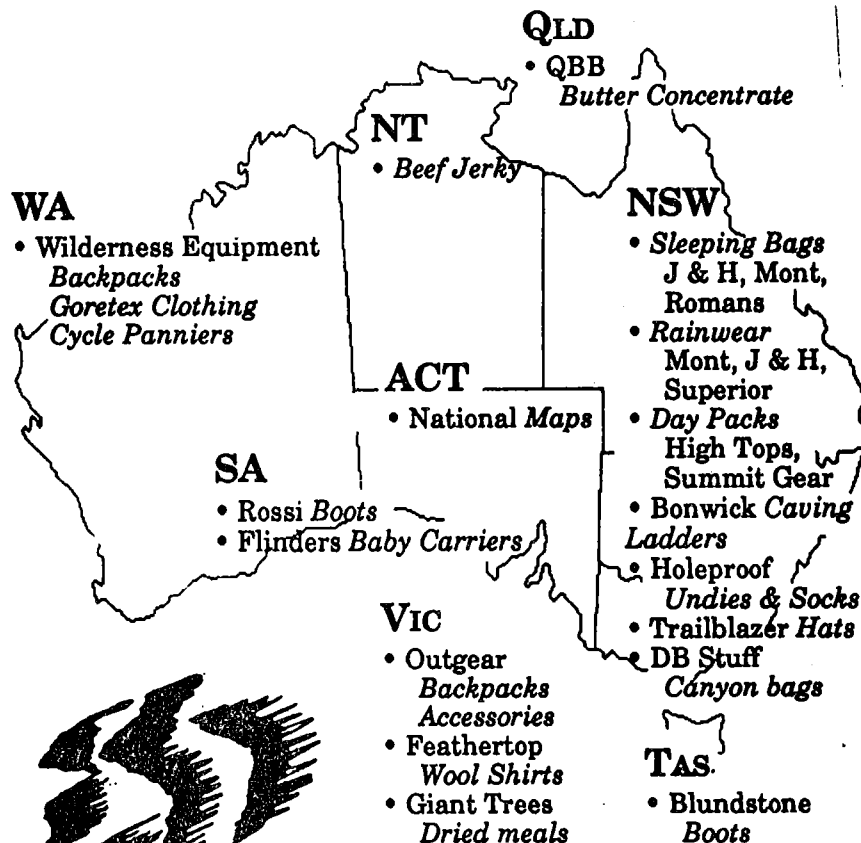 QLD
• QBB
Butter Concentrate
NT
• Beef Jerky
WA
• Wilderness Equipment
Backpacks
Goretex Clothing
Cycle Panniers
NSW
• Sleeping Bags
J & H, Mont,
Romans
• Rainwear
Mont, J & H,
Superior
• Day Packs
High Tops,
Summit Gear
• Bonwick Caving
Ladders
• Holeproof
Undies & Socks
• Trailblazer Hats
• DB Stuff
Canyon bags
ACT
• National Maps
SA
• Rossi Boots
• Flinders Baby Carriers
VIC
• Outgear
Backpacks
Accessories
• Feathertop
Wool Shirts
• Giant Trees
Dried meals
TAS.
• Blundstone
Boots